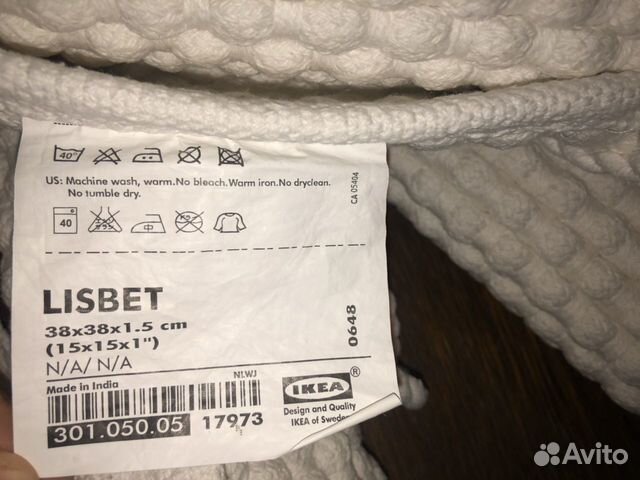 40°
US: Machine wash, warm.No bleach.Warm iron.No dryclean.
No tumble dry.
CA 05404
40
LISBET
38x38x1.5 cm
(15x15x1")
N/A/ N/A
0648
Made in India
NLWJ
301.050.05
17973
IKEA®
Design and Quality
IKEA of Sweden
Avito